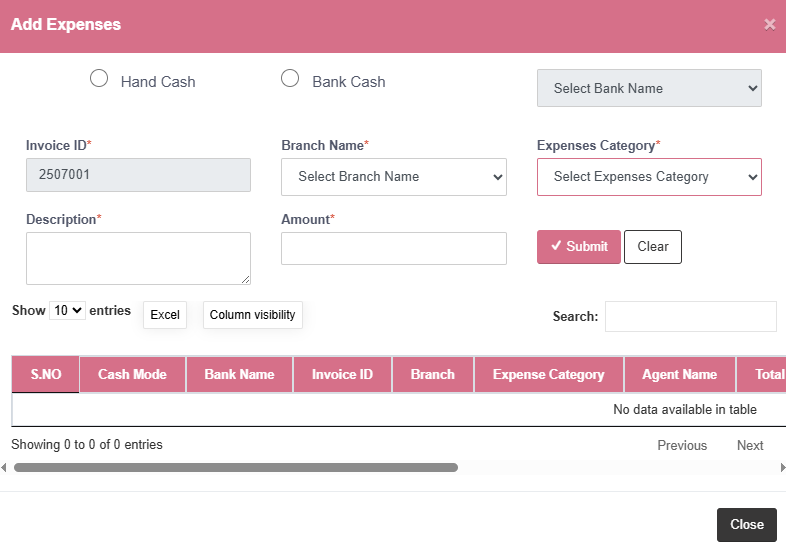 Add Expenses ×
Hand Cash Bank Cash Select Bank Name
Invoice ID* Branch Name* Expenses Category*
2507001 Select Branch Name Select Expenses Category
Description* Amount*
Submit Clear
Show 10 entries Excel Column visibility Search:
S.NO Cash Mode Bank Name Invoice ID Branch Expense Category Agent Name Total
No data available in table
Showing 0 to 0 of 0 entries Previous Next
Close